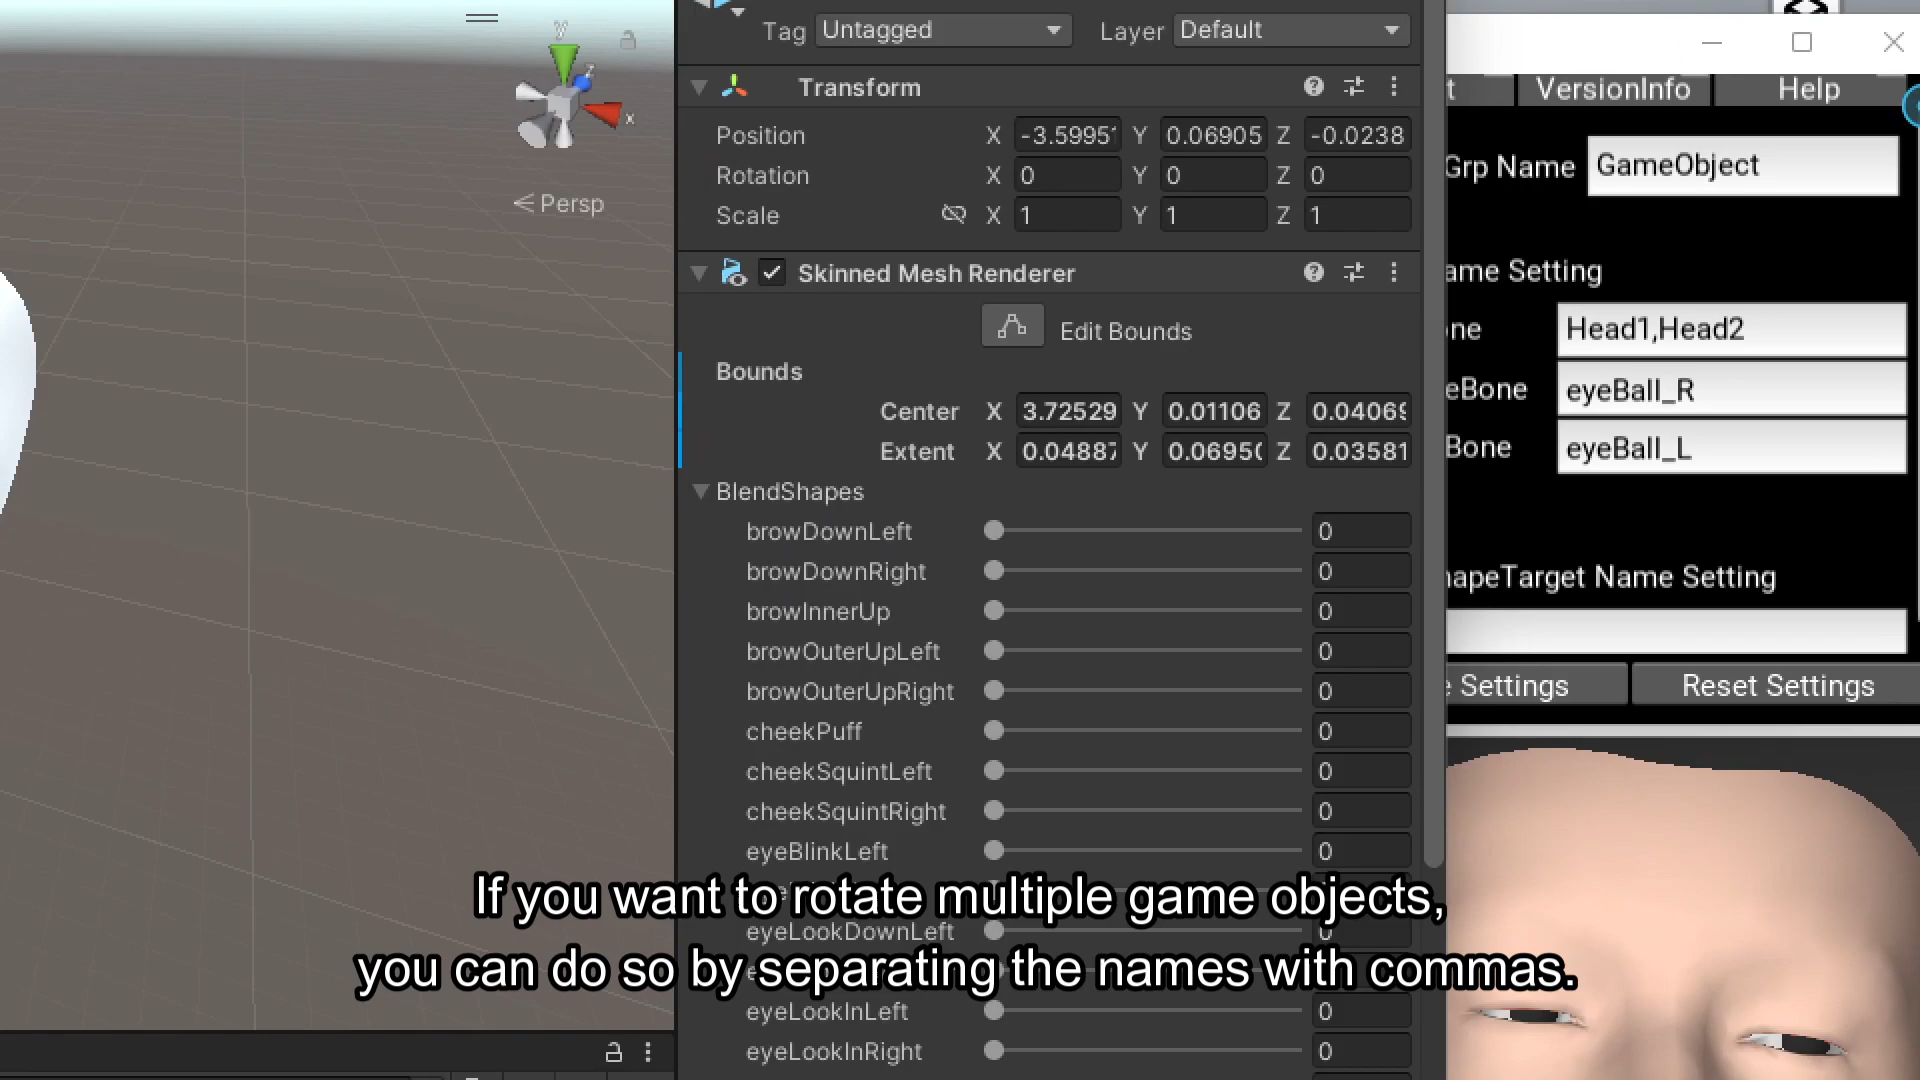 Tag Untagged Layer Default
y
z
x
Persp
Transform
Position X -3.5995 Y 0.06905 Z -0.0238
Rotation X 0 Y 0 Z 0
Scale X 1 Y 1 Z 1
Skinned Mesh Renderer
Edit Bounds
Bounds
Center X 3.72529 Y 0.01106 Z 0.0406
Extent X 0.0488 Y 0.0695 Z 0.03581
BlendShapes
browDownLeft 0
browDownRight 0
browInnerUp 0
browOuterUpLeft 0
browOuterUpRight 0
cheekPuff 0
cheekSquintLeft 0
cheekSquintRight 0
eyeBlinkLeft 0
eyeLookDownLeft 0
eyeLookInLeft 0
eyeLookInRight 0
t VersionInfo Help
Grp Name GameObject
ame Setting
ne Head1,Head2
eBone eyeBall_R
Bone eyeBall_L
hapeTarget Name Setting
e Settings Reset Settings
If you want to rotate multiple game objects,
you can do so by separating the names with commas.